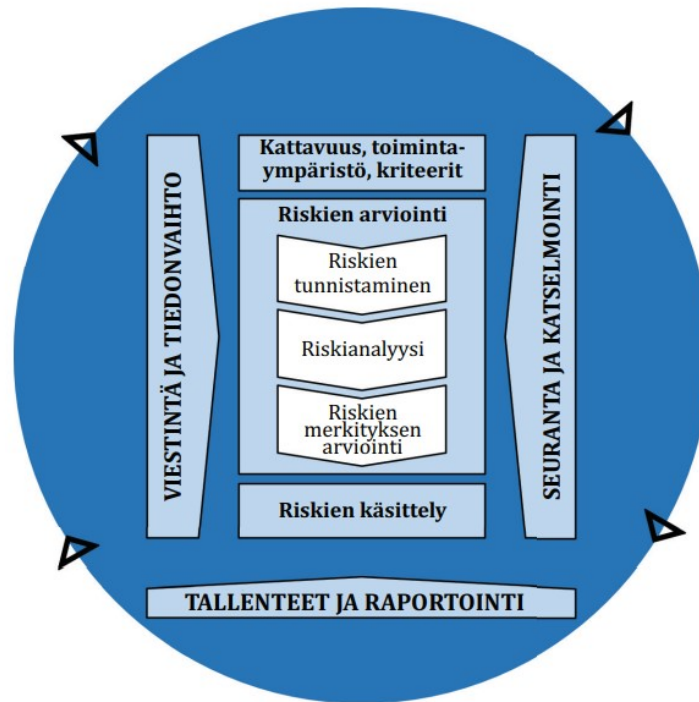 Kattavuus, toiminta-
ympäristö, kriteerit
Riskien arviointi
Riskien
tunnistaminen
Riskianalyysi
Riskien
merkityksen
arviointi
Riskien käsittely
VIESTINTÄ JA TIEDONVAIHTO
SEURANTA JA KATSELMOINTI
TALLENTEET JA RAPORTOINTI